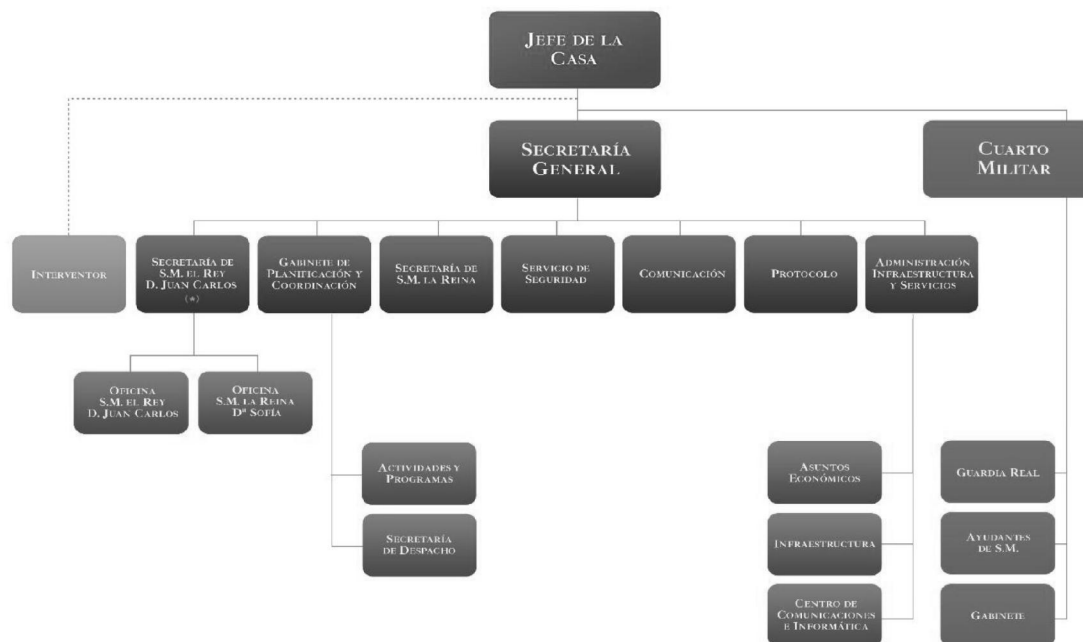 JEFE DE LA
CASA
SECRETARÍA
GENERAL
CUARTO
MILITAR
INTERVENTOR
SECRETARÍA DE
S.M. EL REY
D. JUAN CARLOS
(*)
GABINETE DE
PLANIFICACIÓN Y
COORDINACIÓN
SECRETARÍA DE
S.M. LA REINA
SERVICIO DE
SEGURIDAD
COMUNICACIÓN
PROTOCOLO
ADMINISTRACIÓN
INFRAESTRUCTURA
Y SERVICIOS
OFICINA
S.M. EL REY
D. JUAN CARLOS
OFICINA
S.M. LA REINA
Dª SOFÍA
ACTIVIDADES Y
PROGRAMAS
SECRETARÍA
DE DESPACHO
ASUNTOS
ECONÓMICOS
INFRAESTRUCTURA
CENTRO DE
COMUNICACIONES
E INFORMÁTICA
GUARDIA REAL
AYUDANTES
DE S.M.
GABINETE